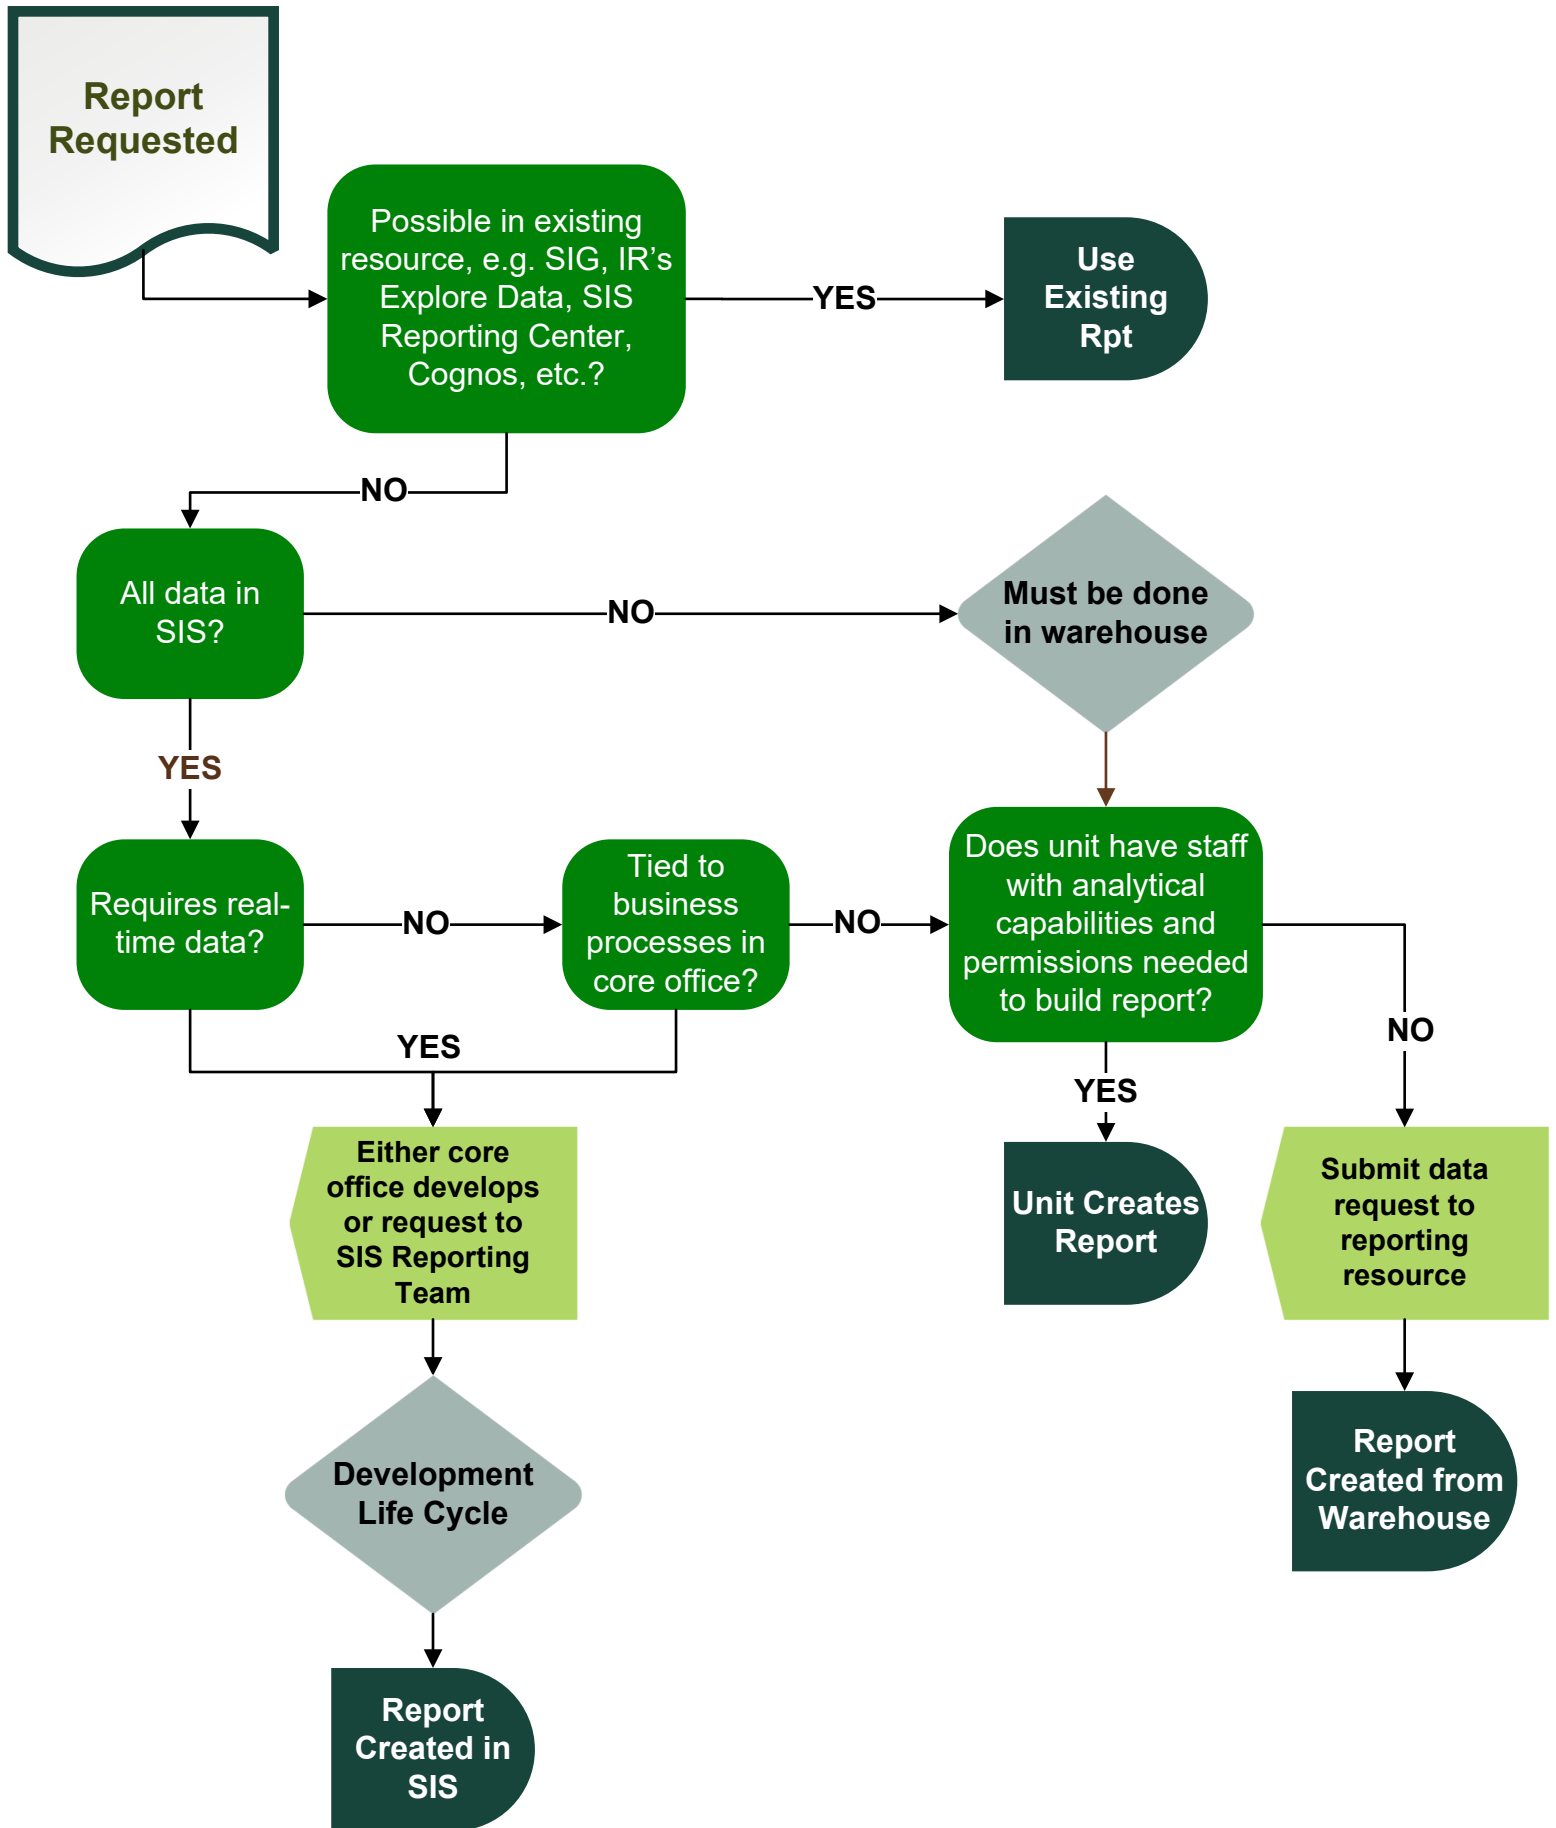 Report
Requested
Possible in existing
resource, e.g. SIG, IR’s
Explore Data, SIS
Reporting Center,
Cognos, etc.?
YES
Use
Existing
Rpt
NO
All data in
SIS?
NO
Must be done
in warehouse
YES
Requires real-
time data?
NO
Tied to
business
processes in
core office?
NO
Does unit have staff
with analytical
capabilities and
permissions needed
to build report?
YES
YES
NO
Either core
office develops
or request to
SIS Reporting
Team
Unit Creates
Report
Submit data
request to
reporting
resource
Development
Life Cycle
Report
Created from
Warehouse
Report
Created in
SIS